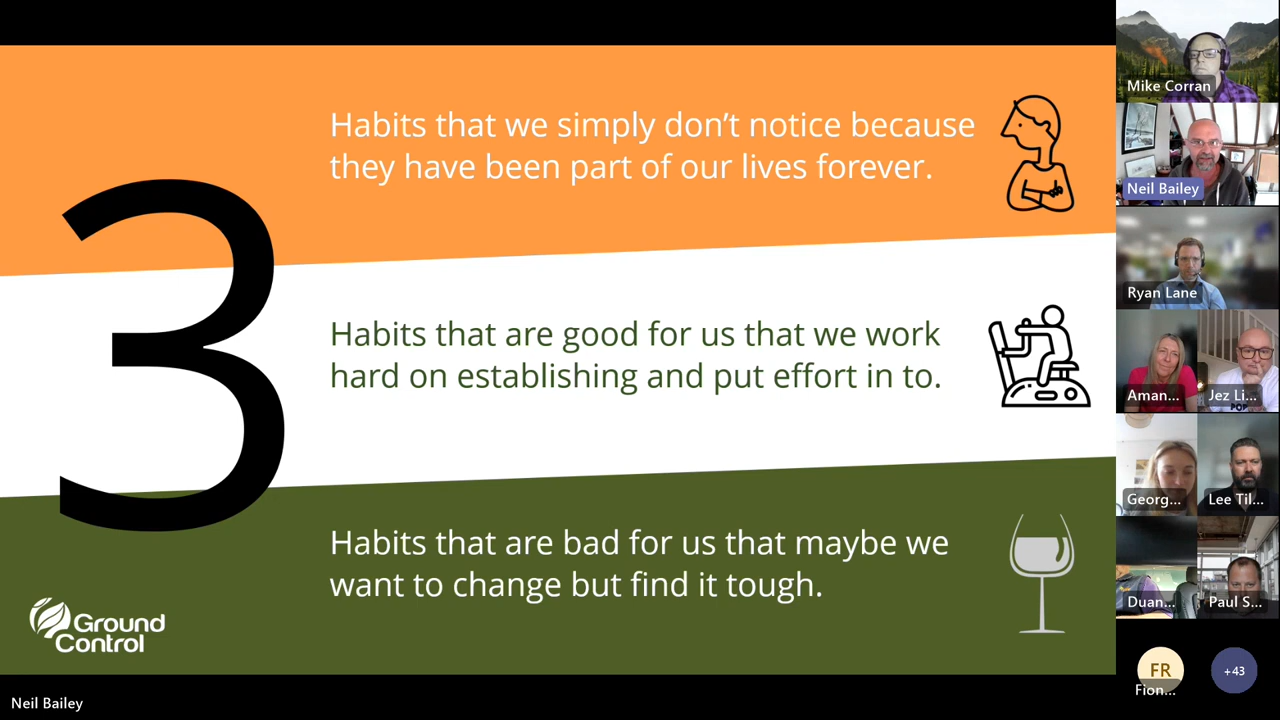 Habits that we simply don’t notice because
they have been part of our lives forever.
3
Habits that are good for us that we work
hard on establishing and put effort in to.
Habits that are bad for us that maybe we
want to change but find it tough.
Ground
Control
Neil Bailey
Mike Corran
Neil Bailey
Ryan Lane
Aman...
Jez Li...
Georg...
Lee Til...
Duan...
Paul S...
FR
Fion...
+43